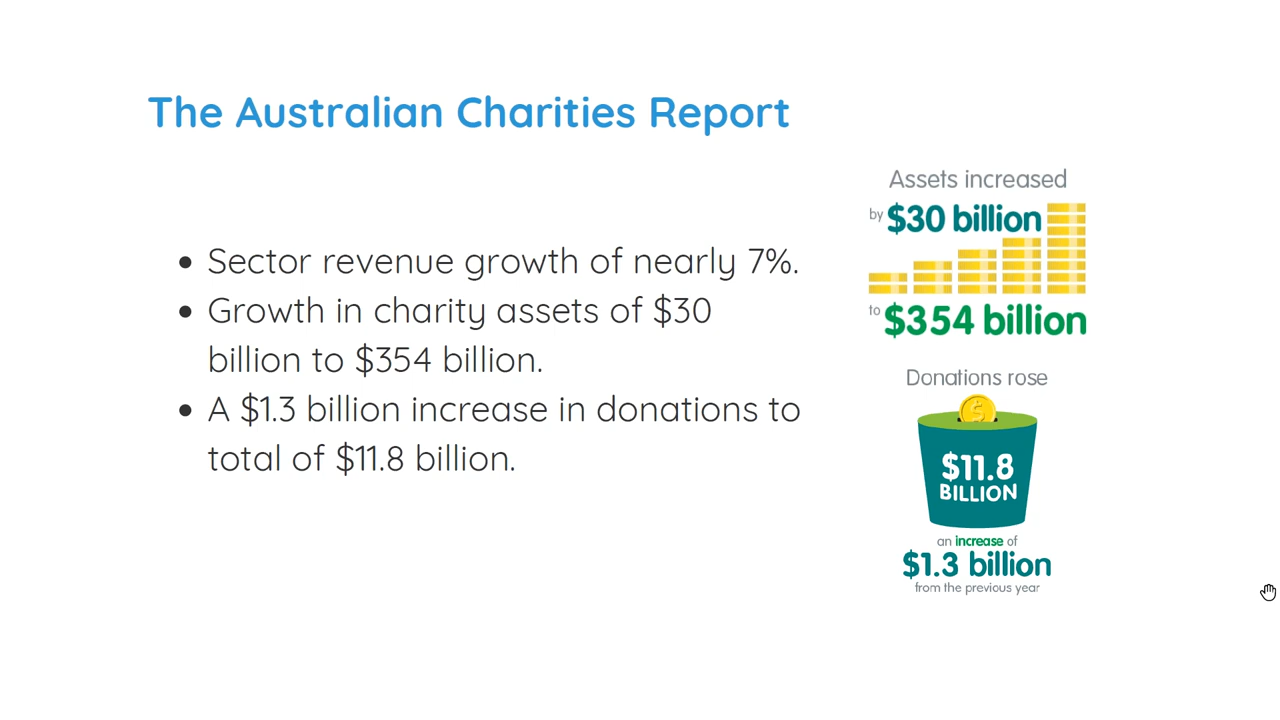 The Australian Charities Report
• Sector revenue growth of nearly 7%.
• Growth in charity assets of $30
billion to $354 billion.
• A $1.3 billion increase in donations to
total of $11.8 billion.
Assets increased
by $30 billion
to $354 billion
Donations rose
$
$11.8
BILLION
an increase of
$1.3 billion
from the previous year